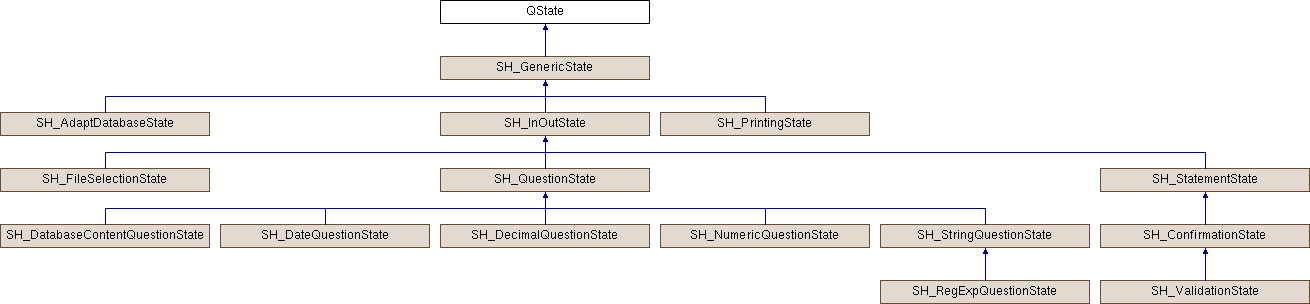 QState
SH_GenericState
SH_AdaptDatabaseState
SH_InOutState
SH_PrintingState
SH_FileSelectionState
SH_QuestionState
SH_StatementState
SH_DatabaseContentQuestionState
SH_DateQuestionState
SH_DecimalQuestionState
SH_NumericQuestionState
SH_StringQuestionState
SH_ConfirmationState
SH_RegExpQuestionState
SH_ValidationState